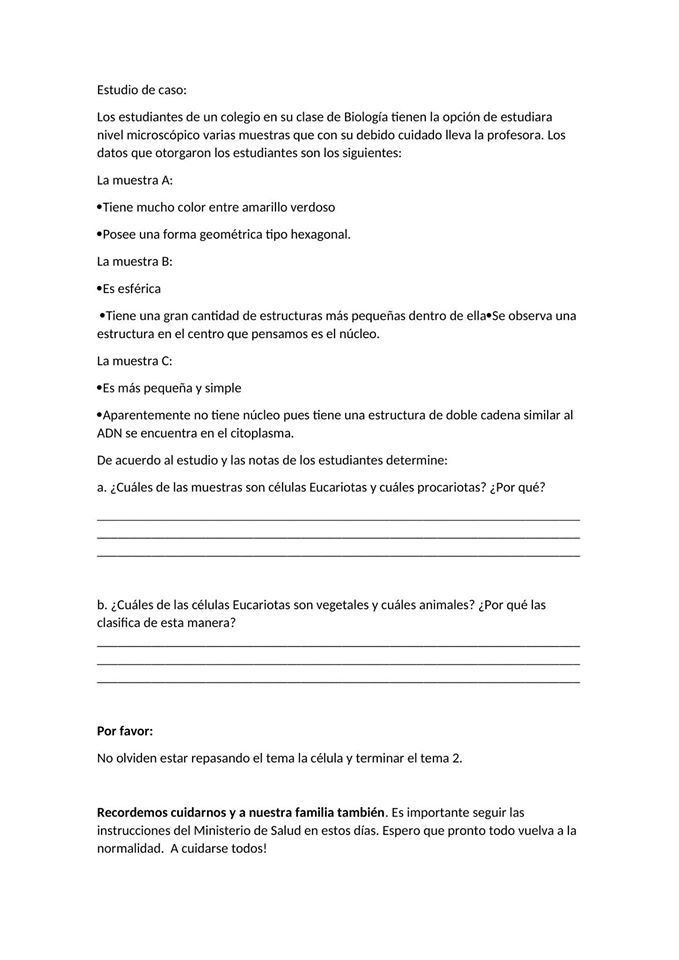 Estudio de caso:
Los estudiantes de un colegio en su clase de Biología tienen la opción de estudiara
nivel microscópico varias muestras que con su debido cuidado lleva la profesora. Los
datos que otorgaron los estudiantes son los siguientes:
La muestra A:
•Tiene mucho color entre amarillo verdoso
•Posee una forma geométrica tipo hexagonal.
La muestra B:
•Es esférica
•Tiene una gran cantidad de estructuras más pequeñas dentro de ella•Se observa una
estructura en el centro que pensamos es el núcleo.
La muestra C:
•Es más pequeña y simple
•Aparentemente no tiene núcleo pues tiene una estructura de doble cadena similar al
ADN se encuentra en el citoplasma.
De acuerdo al estudio y las notas de los estudiantes determine:
a. ¿Cuáles de las muestras son células Eucariotas y cuáles procariotas? ¿Por qué?
b. ¿Cuáles de las células Eucariotas son vegetales y cuáles animales? ¿Por qué las
clasifica de esta manera?
Por favor:
No olviden estar repasando el tema la célula y terminar el tema 2.
Recordemos cuidarnos y a nuestra familia también. Es importante seguir las
instrucciones del Ministerio de Salud en estos días. Espero que pronto todo vuelva a la
normalidad.  A cuidarse todos!